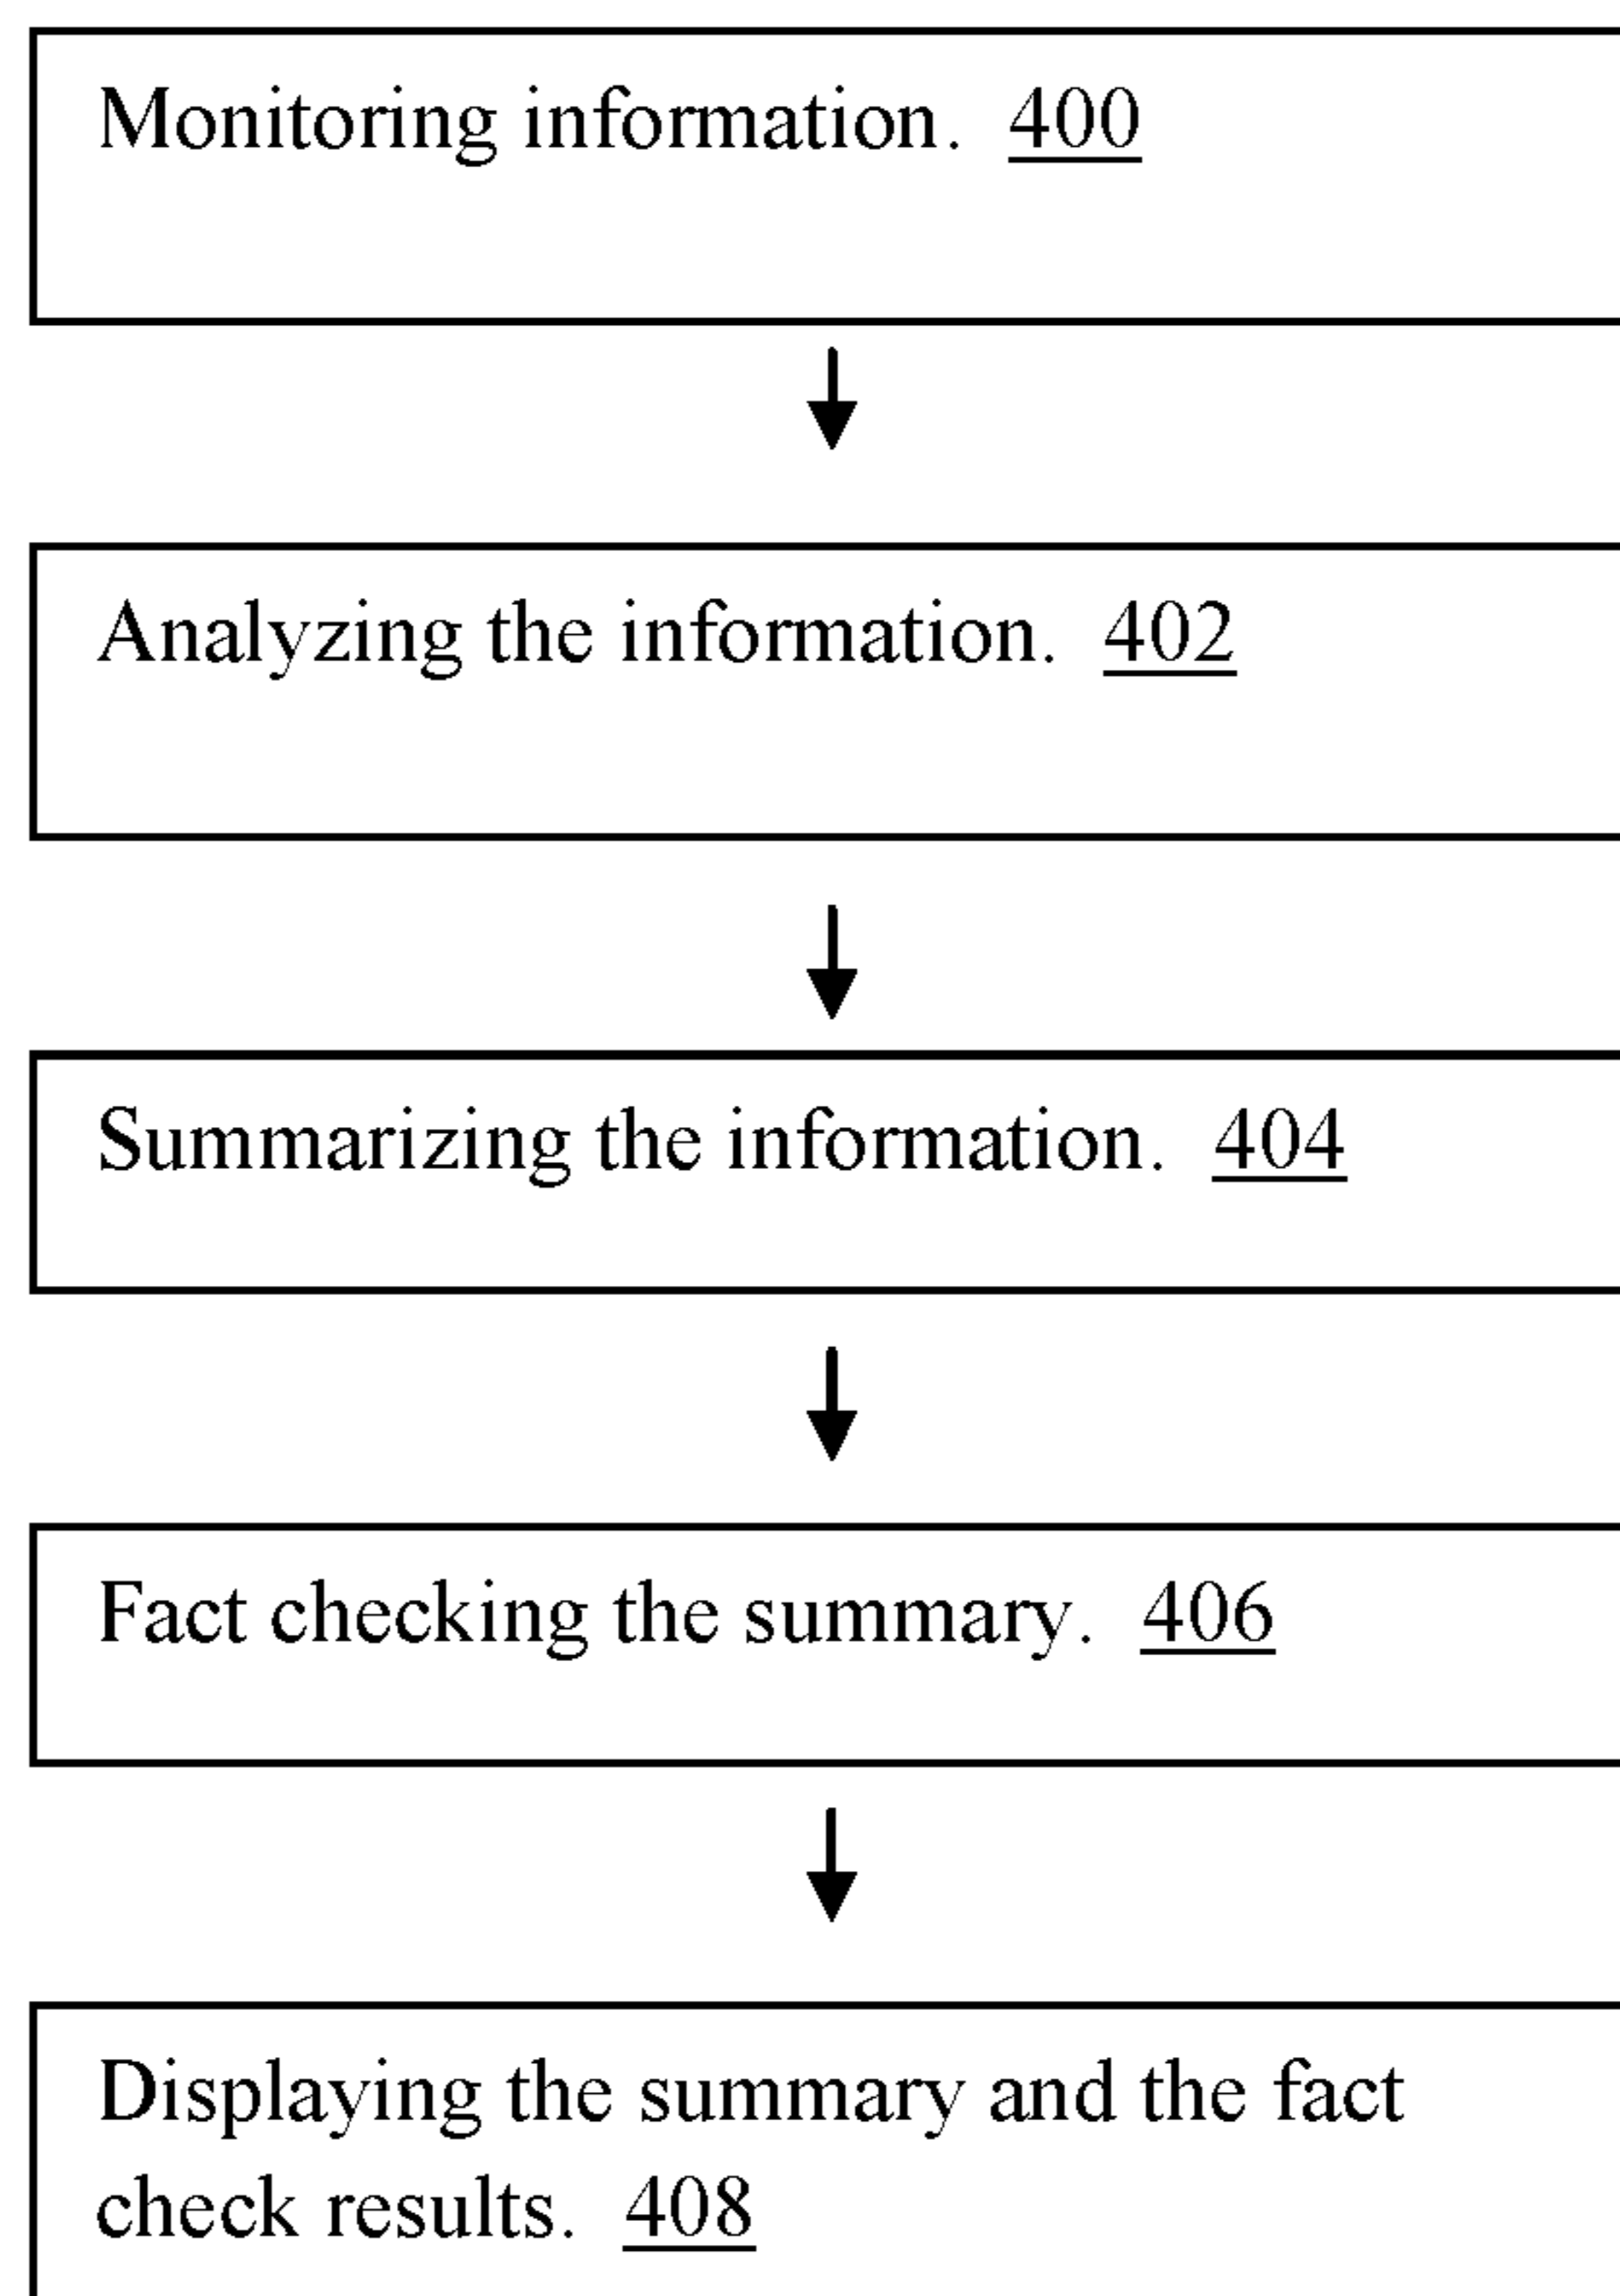 Monitoring information. 400
Analyzing the information. 402
Summarizing the information. 404
Fact checking the summary. 406
Displaying the summary and the fact
check results. 408